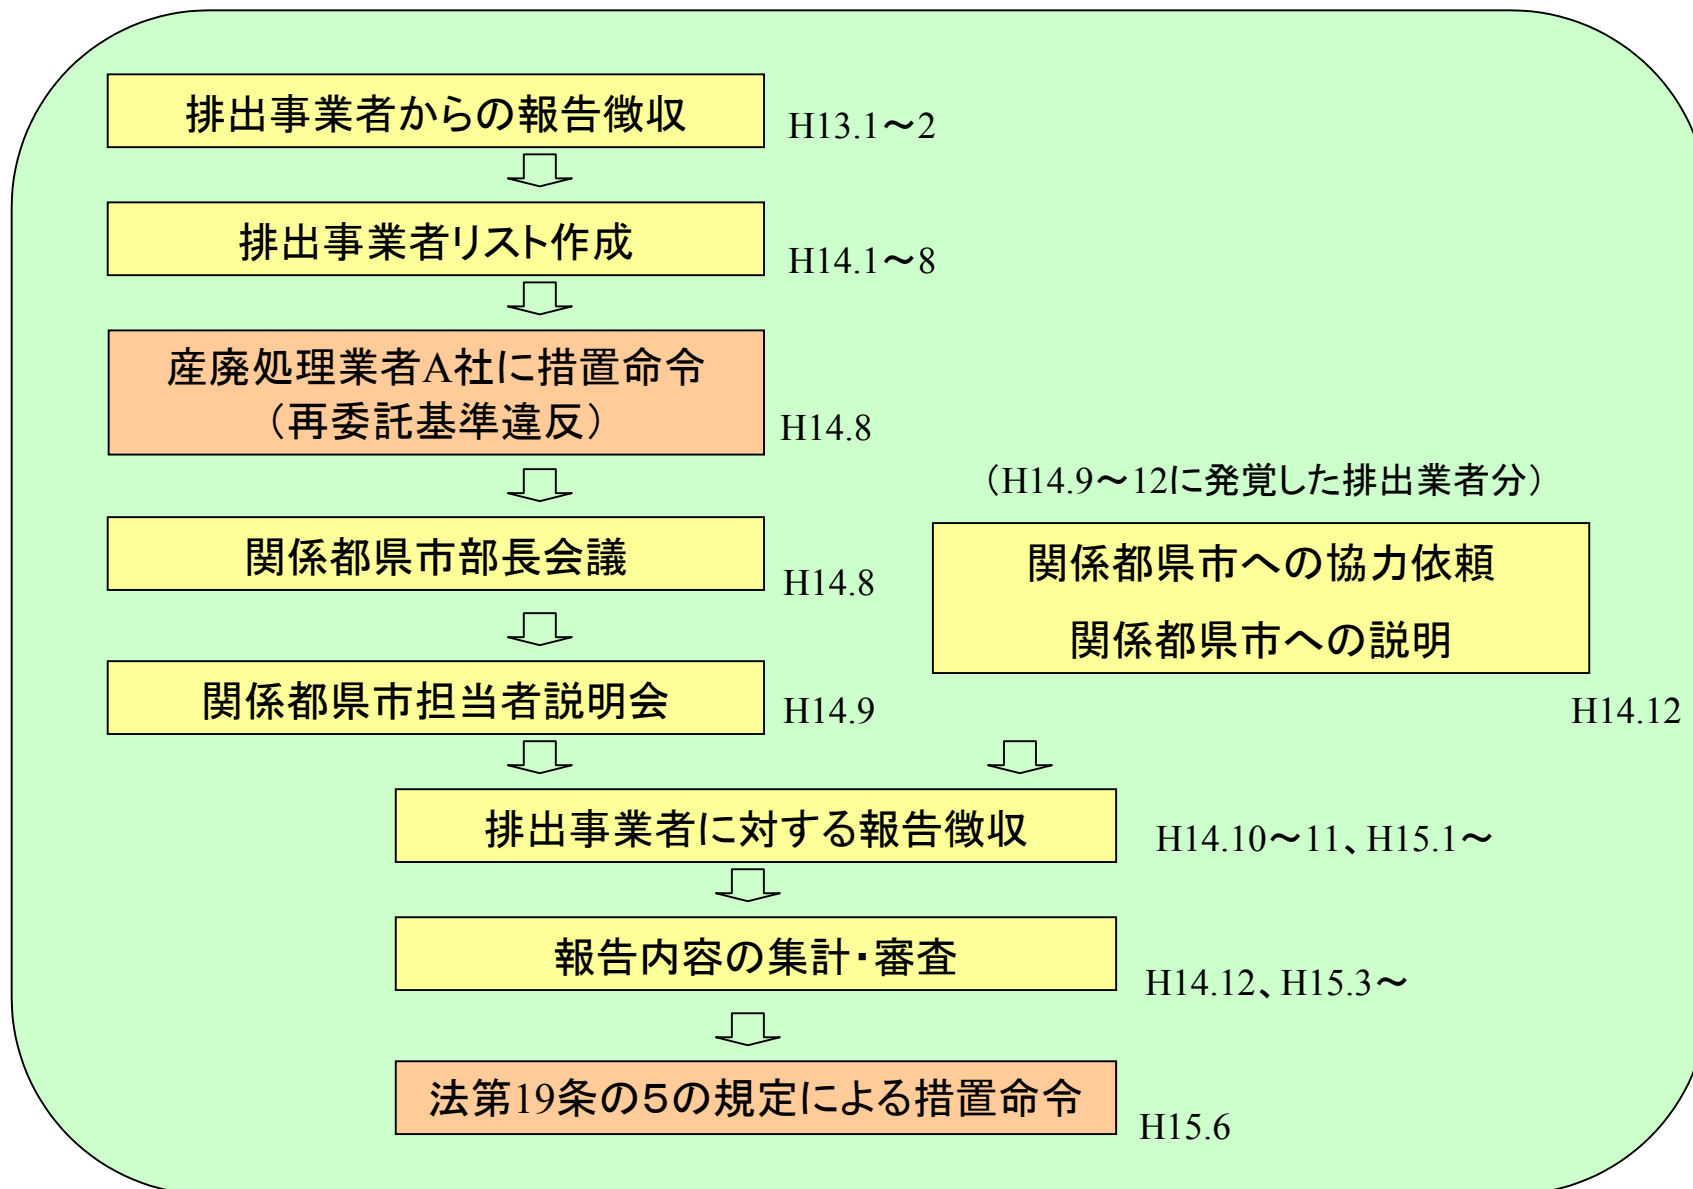 排出事業者からの報告徴収
H13.1～2
排出事業者リスト作成
H14.1～8
産廃処理業者A社に措置命令
（再委託基準違反）
H14.8
関係都県市部長会議
H14.8
関係都県市担当者説明会
H14.9
（H14.9～12に発覚した排出業者分）
関係都県市への協力依頼
関係都県市への説明
H14.12
排出事業者に対する報告徴収
H14.10～11、H15.1～
報告内容の集計・審査
H14.12、H15.3～
法第19条の５の規定による措置命令
H15.6